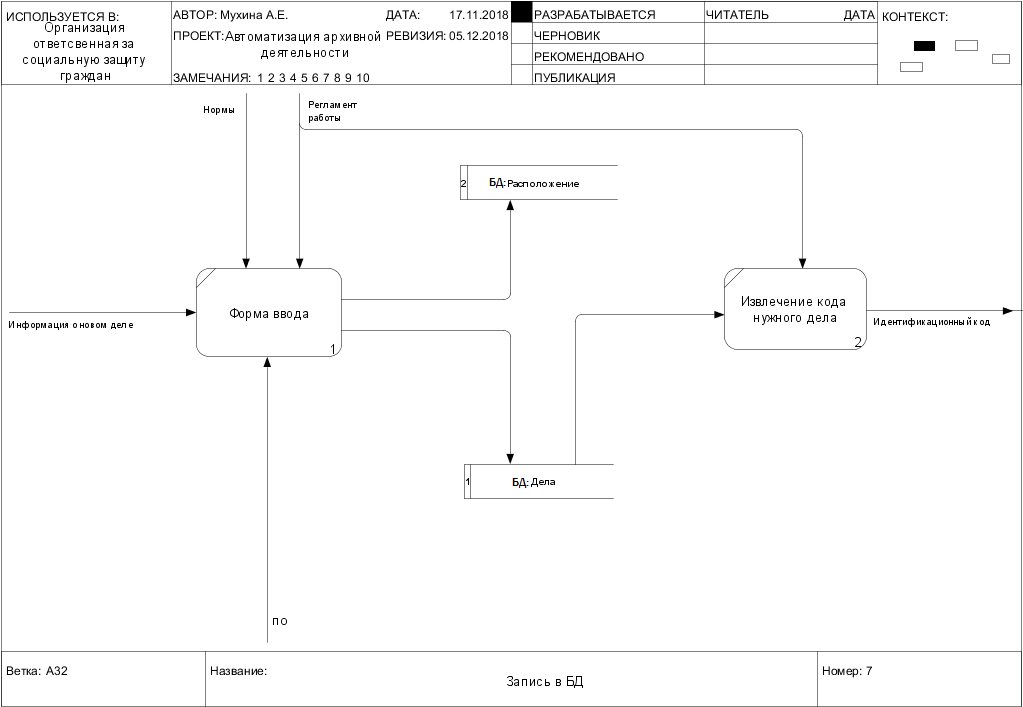 ИСПОЛЬЗУЕТСЯ В:
Организация
ответсвенная за
социальную защиту
граждан
АВТОР: Мухина А.Е.
ДАТА: 17.11.2018
ПРОЕКТ:Автоматизация архивной
деятельности
РЕВИЗИЯ: 05.12.2018
ЗАМЕЧАНИЯ: 1 2 3 4 5 6 7 8 9 10
РАЗРАБАТЫВАЕТСЯ
ЧЕРНОВИК
РЕКОМЕНДОВАНО
ПУБЛИКАЦИЯ
ЧИТАТЕЛЬ
ДАТА
КОНТЕКСТ:
Нормы
Регламент
работы
2
БД:Расположение
Информация о новом деле
Форма ввода
1
Извлечение кода
нужного дела
2
Идентификационный код
1
БД:Дела
ПО
Ветка: A32
Название:
Запись в БД
Номер: 7